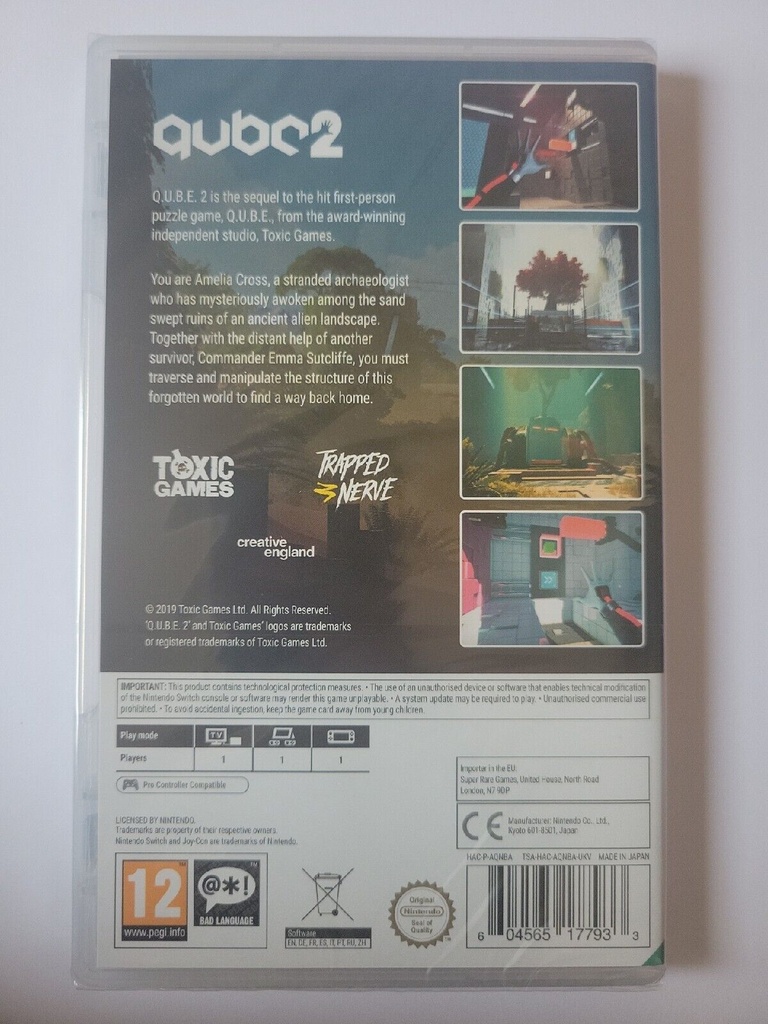 qube2
Q.U.B.E. 2 is the sequel to the hit first-person
puzzle game, Q.U.B.E., from the award-winning
independent studio, Toxic Games.
You are Amelia Cross, a stranded archaeologist
who has mysteriously awoken among the sand
swept ruins of an ancient alien landscape.
Together with the distant help of another
survivor, Commander Emma Sutcliffe, you must
traverse and manipulate the structure of this
forgotten world to find a way back home.
TOXIC
GAMES
TRAPPED
NERVE
creative
england
© 2019 Toxic Games Ltd. All Rights Reserved.
'Q.U.B.E. 2' and Toxic Games' logos are trademarks
or registered trademarks of Toxic Games Ltd.
IMPORTANT: This product contains technological protection measures. • The use of an unauthorised device or software that enables technical modification
of the Nintendo Switch console or software may render this game unplayable. • A system update may be required to play. • Unauthorised commercial use
prohibited. • To avoid accidental ingestion, keep the game card away from young children.
Play mode TV
Players 1 1 1
Pro Controller Compatible
Importer in the EU:
Super Rare Games, United House, North Road
London, N7 9DP
LICENSED BY NINTENDO.
Trademarks are property of their respective owners.
Nintendo Switch and Joy-Con are trademarks of Nintendo.
CE Manufacturer: Nintendo Co., Ltd.,
Kyoto 601-8501, Japan
HAC-P-AQNBA TSA-HAC-AQNBA-UKV MADE IN JAPAN
12
www.pegi.info
@*!
BAD LANGUAGE
Software
EN, DE, FR, ES, IT, PT, RU, ZH
Original
Nintendo
Seal of
Quality
6 04565 17793 3